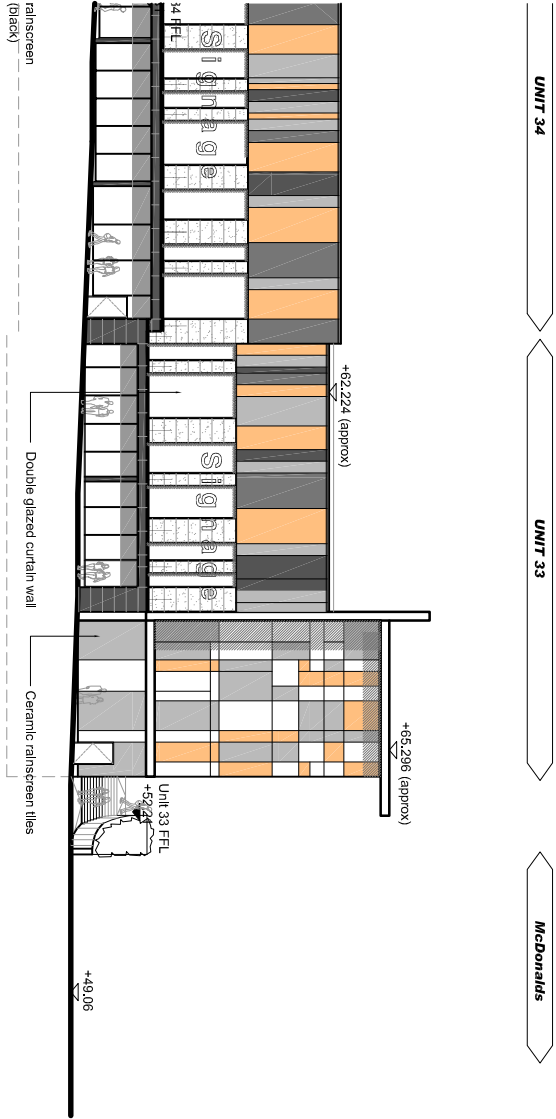 UNIT 34
UNIT 33
McDonalds
+62.224 (approx)
+65.296 (approx)
34 FFL
Signage
Signage
Unit 33 FFL
+49.06
rainscreen
(black)
Double glazed curtain wall
Ceramic rainscreen tiles